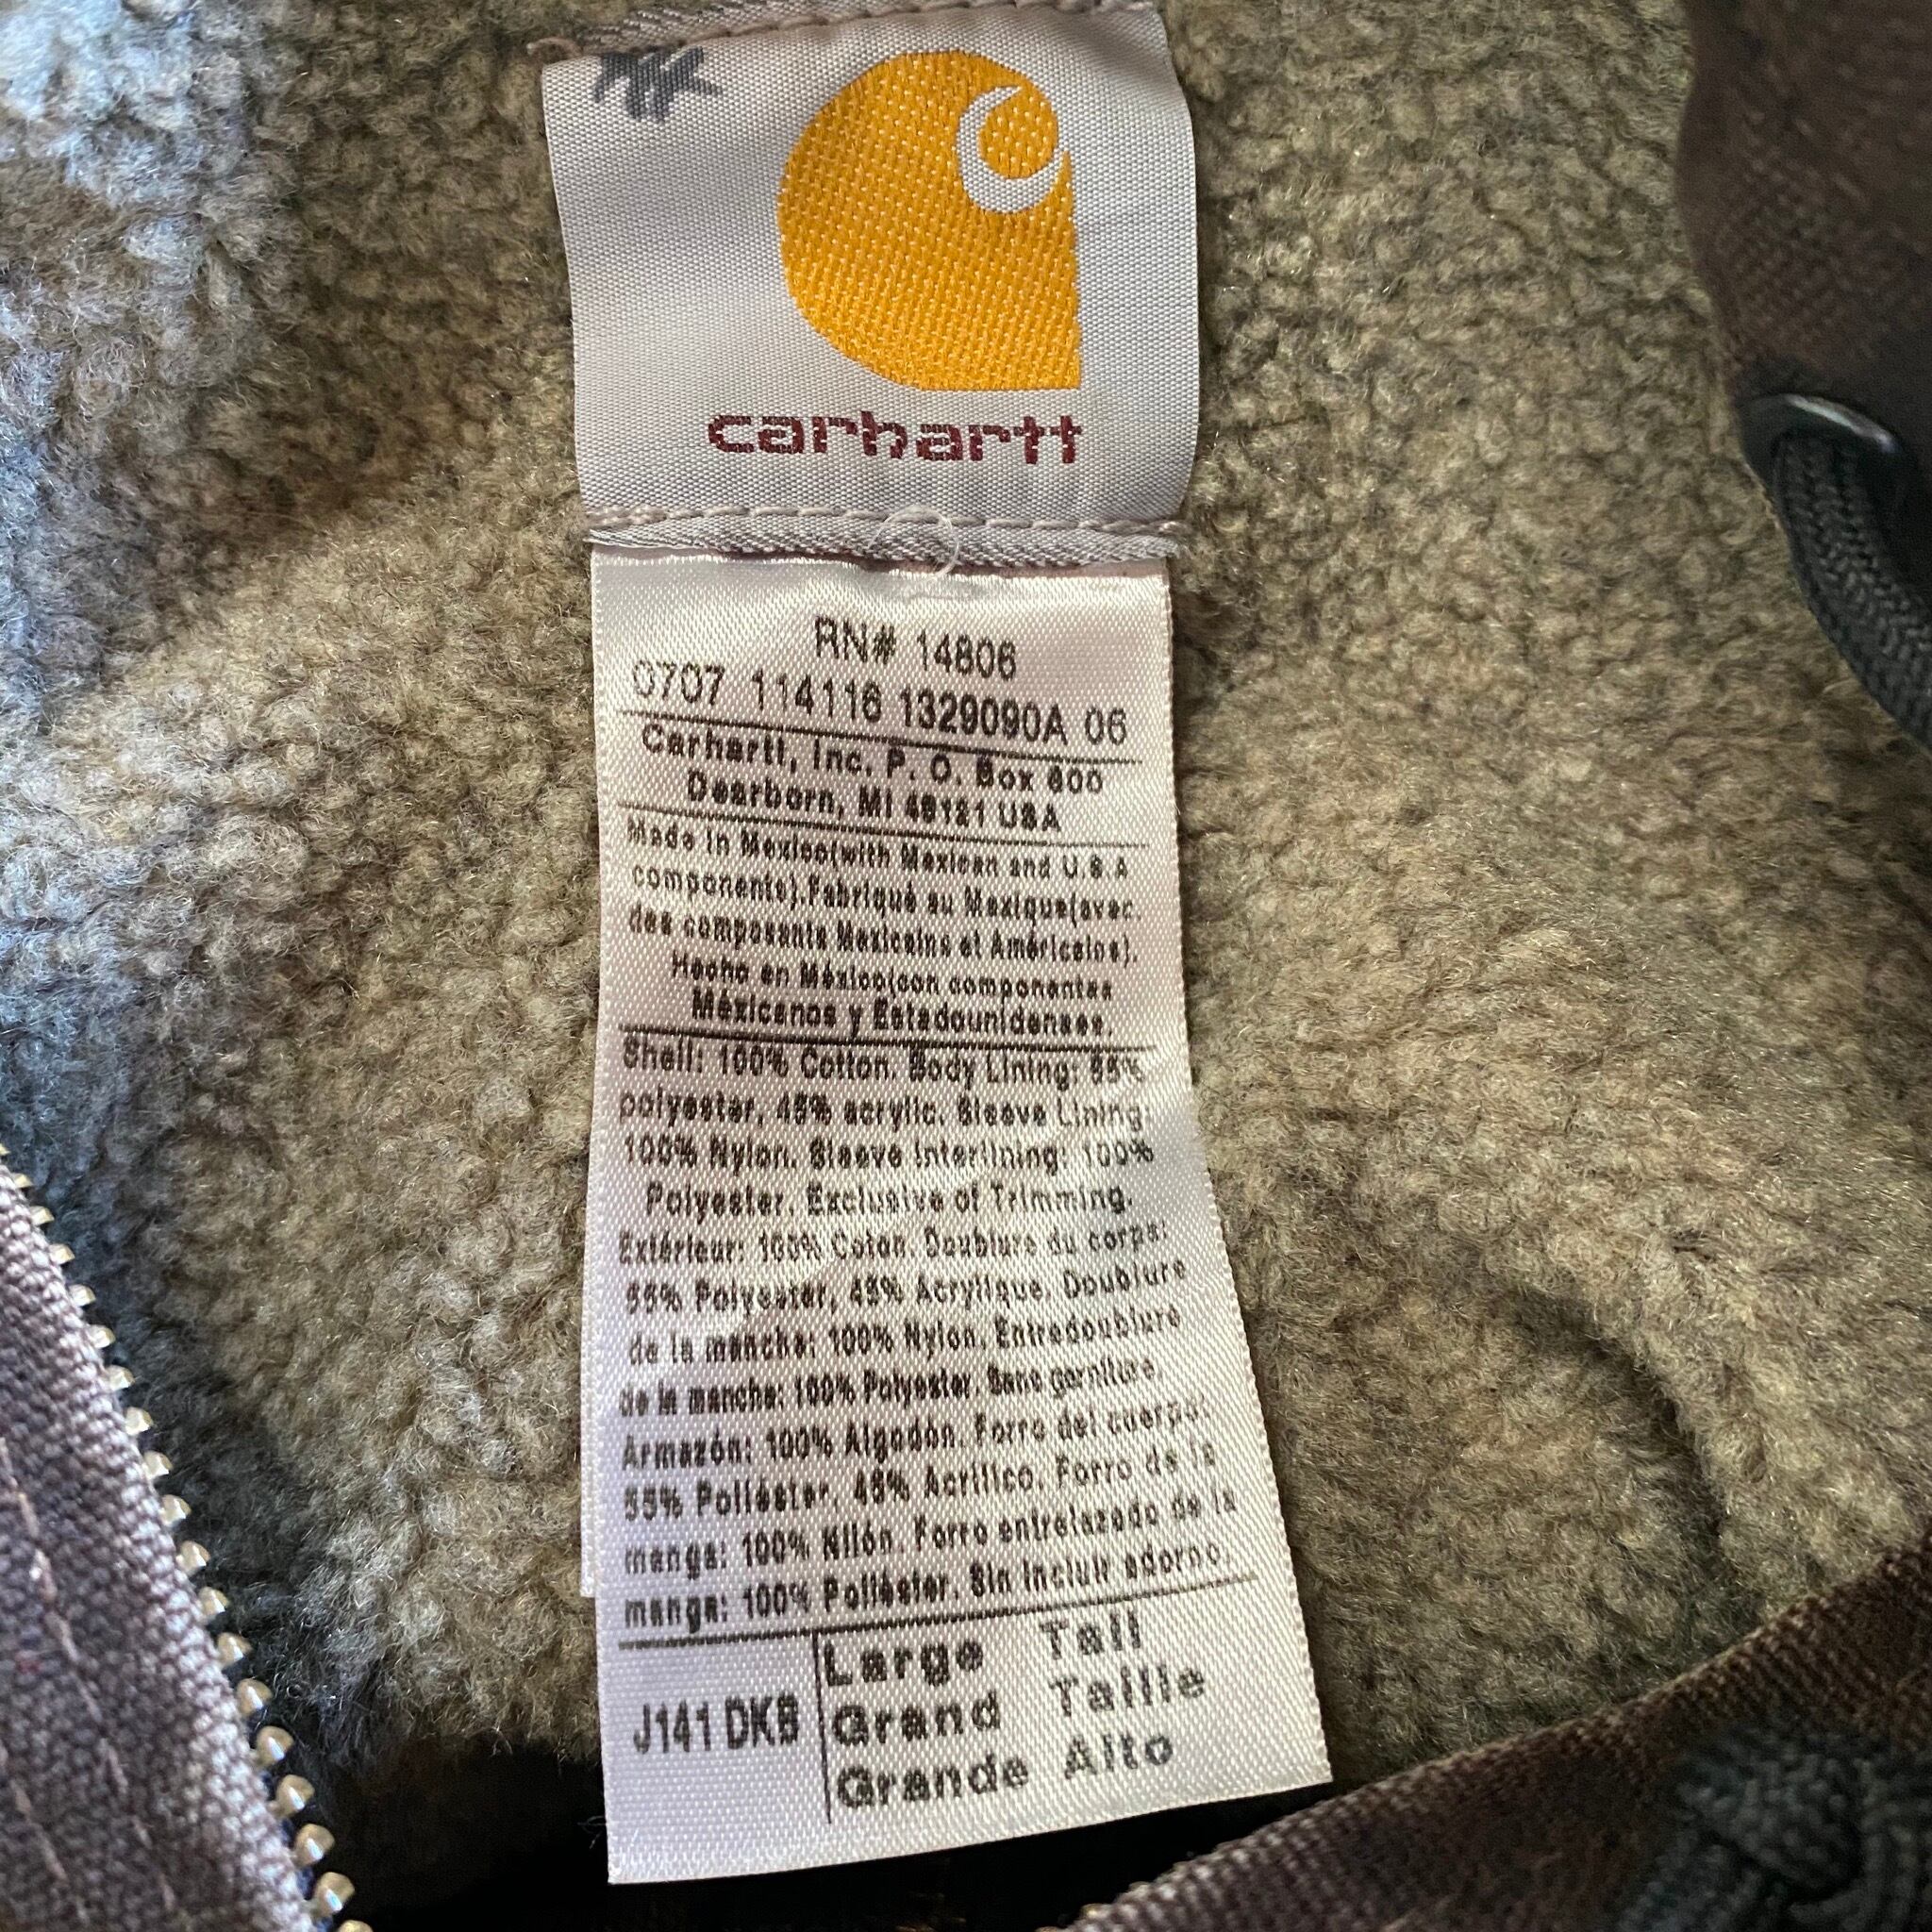 carhartt
RN# 14806
0707 114116 1329090A 06
Carhartt, Inc. P. O. Box 600
Dearborn, MI 48121 USA
Made in Mexico(with Mexican and U.S.A
components).Fabriqué au Mexique(avec.
des composants Mexicains et Américains).
Hecho en México(con componentes
Méxicanos y Estadounidenses.
Shell: 100% Cotton. Body Lining: 55%
polyester, 45% acrylic. Sleeve Lining:
100% Nylon. Sleeve Interlining: 100%
Polyester. Exclusive of Trimming.
Extérieur: 100% Coton. Doublure du corps:
55% Polyester, 45% Acrylique. Doublure
de la manche: 100% Nylon. Entredoublure
de la manche: 100% Polyester. Sans garniture
Armazón: 100% Algodon. Forro del cuerpo:
55% Poliéster, 45% Acrílico. Forro de la
manga: 100% Nilón. Forro entrelazado de la
manga: 100% Poliéster. Sin incluir adorno.
J141 DKB
Large Tall
Grand Taille
Grande Alto